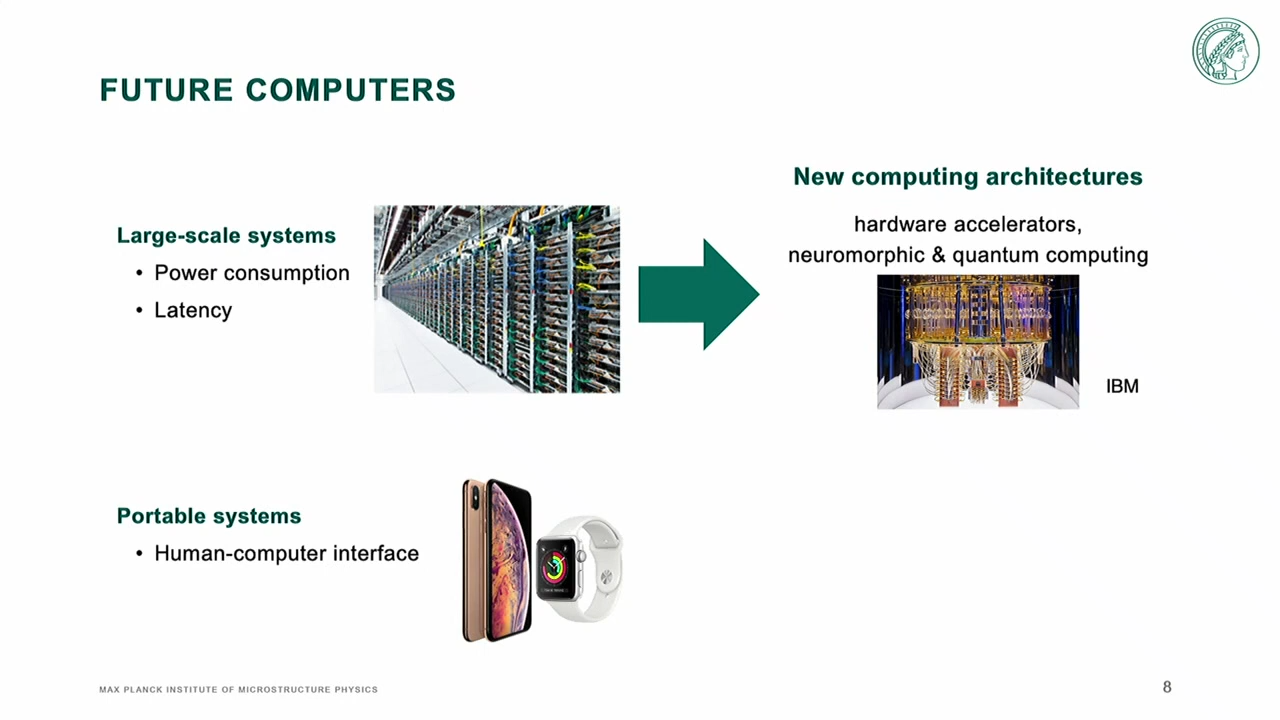 FUTURE COMPUTERS
Large-scale systems
• Power consumption
• Latency
New computing architectures
hardware accelerators,
neuromorphic & quantum computing
IBM
Portable systems
• Human-computer interface
MAX PLANCK INSTITUTE OF MICROSTRUCTURE PHYSICS
8